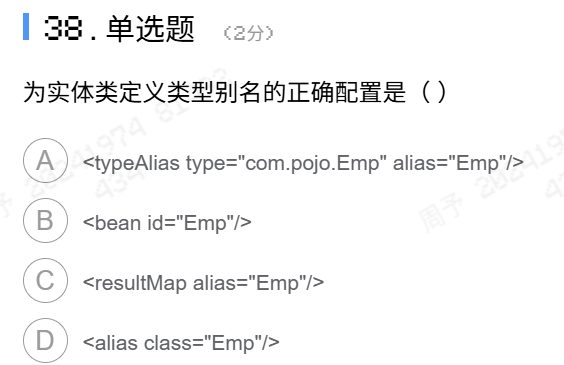 38.单选题 (2分)
为实体类定义类型别名的正确配置是（）
A <typeAlias type="com.pojo.Emp" alias="Emp"/>
B <bean id="Emp"/>
C <resultMap alias="Emp"/>
D <alias class="Emp"/>